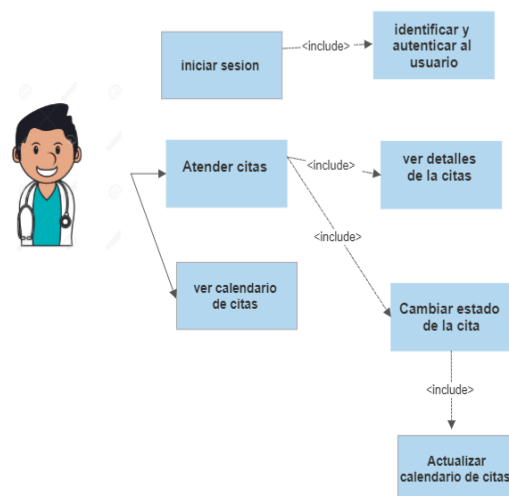 iniciar sesion
<include>
identificar y
autenticar al
usuario
Atender citas
<include>
ver detalles
de la citas
<include>
ver calendario
de citas
Cambiar estado
de la cita
<include>
Actualizar
calendario de citas